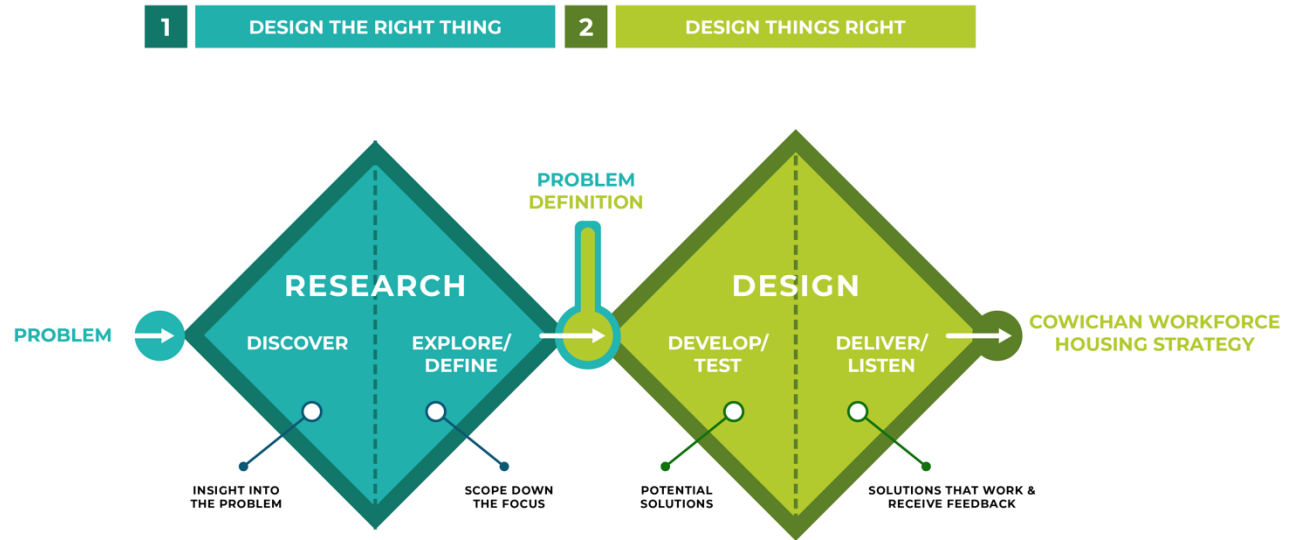 1
DESIGN THE RIGHT THING
2
DESIGN THINGS RIGHT
PROBLEM
RESEARCH
DISCOVER
EXPLORE/
DEFINE
INSIGHT INTO
THE PROBLEM
SCOPE DOWN
THE FOCUS
PROBLEM
DEFINITION
DESIGN
DEVELOP/
TEST
DELIVER/
LISTEN
POTENTIAL
SOLUTIONS
SOLUTIONS THAT WORK &
RECEIVE FEEDBACK
COWICHAN WORKFORCE
HOUSING STRATEGY